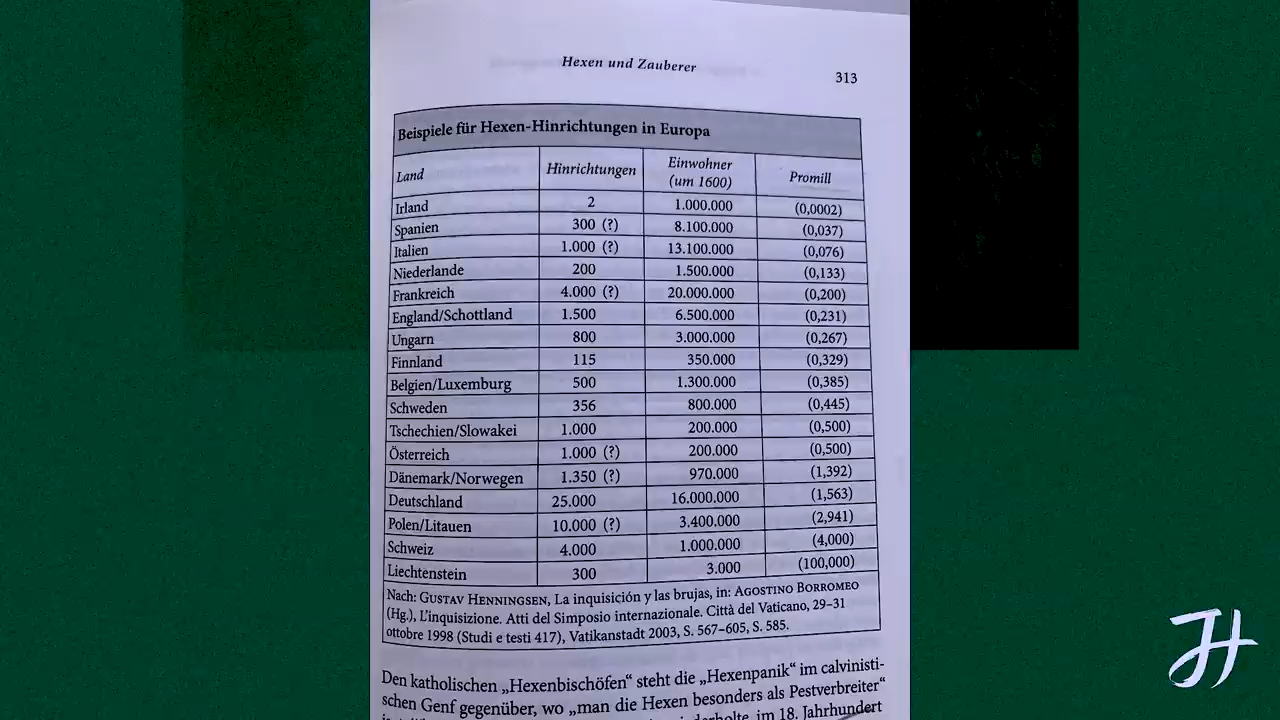 Hexen und Zauberer
313
Beispiele für Hexen-Hinrichtungen in Europa
Land Hinrichtungen Einwohner (um 1600) Promill
Irland 2 1.000.000 (0,0002)
Spanien 300 (?) 8.100.000 (0,037)
Italien 1.000 (?) 13.100.000 (0,076)
Niederlande 200 1.500.000 (0,133)
Frankreich 4.000 (?) 20.000.000 (0,200)
England/Schottland 1.500 6.500.000 (0,231)
Ungarn 800 3.000.000 (0,267)
Finnland 115 350.000 (0,329)
Belgien/Luxemburg 500 1.300.000 (0,385)
Schweden 356 800.000 (0,445)
Tschechien/Slowakei 1.000 200.000 (0,500)
Österreich 1.000 (?) 200.000 (0,500)
Dänemark/Norwegen 1.350 (?) 970.000 (1,392)
Deutschland 25.000 16.000.000 (1,563)
Polen/Litauen 10.000 (?) 3.400.000 (2,941)
Schweiz 4.000 1.000.000 (4,000)
Liechtenstein 300 3.000 (100,000)
Nach: GUSTAV HENNINGSEN, La inquisición y las brujas, in: AGOSTINO BORROMEO
(Hg.), L'inquisizione. Atti del Simposio internazionale. Città del Vaticano, 29–31
ottobre 1998 (Studi e testi 417), Vatikanstadt 2003, S. 567–605, S. 585.
Den katholischen „Hexenbischöfen“ steht die „Hexenpanik“ im calvinisti-
schen Genf gegenüber, wo „man die Hexen besonders als Pestverbreiter“
im 18. Jahrhundert
JH